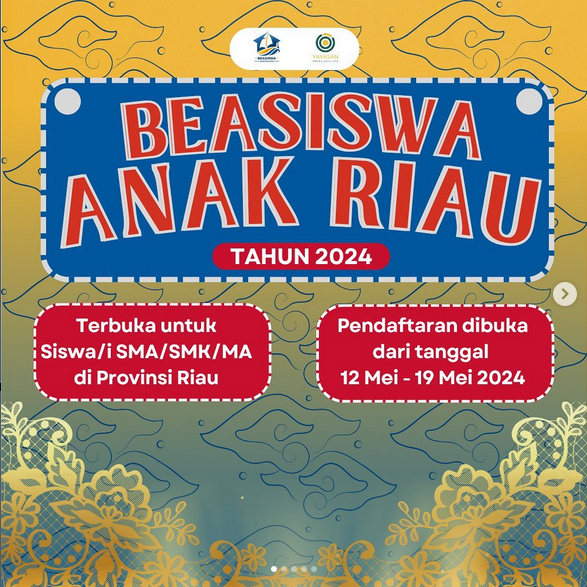 YAYASAN
BEASISWA
ANAK RIAU
TAHUN 2024
Terbuka untuk
Siswa/i SMA/SMK/MA
di Provinsi Riau
Pendaftaran dibuka
dari tanggal
12 Mei - 19 Mei 2024